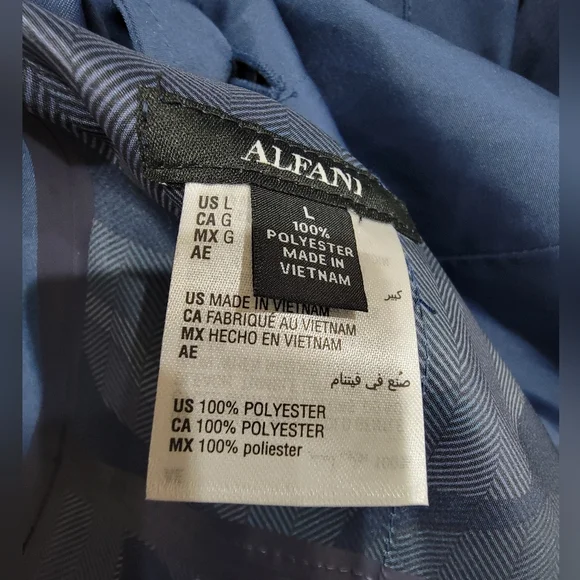 ALFANI
L
100%
POLYESTER
MADE IN
VIETNAM
US L
CA G
MX G
AE
كبير
US MADE IN VIETNAM
CA FABRIQUÉ AU VIETNAM
MX HECHO EN VIETNAM
AE
صُنع في فيتنام
US 100% POLYESTER
CA 100% POLYESTER
MX 100% poliester